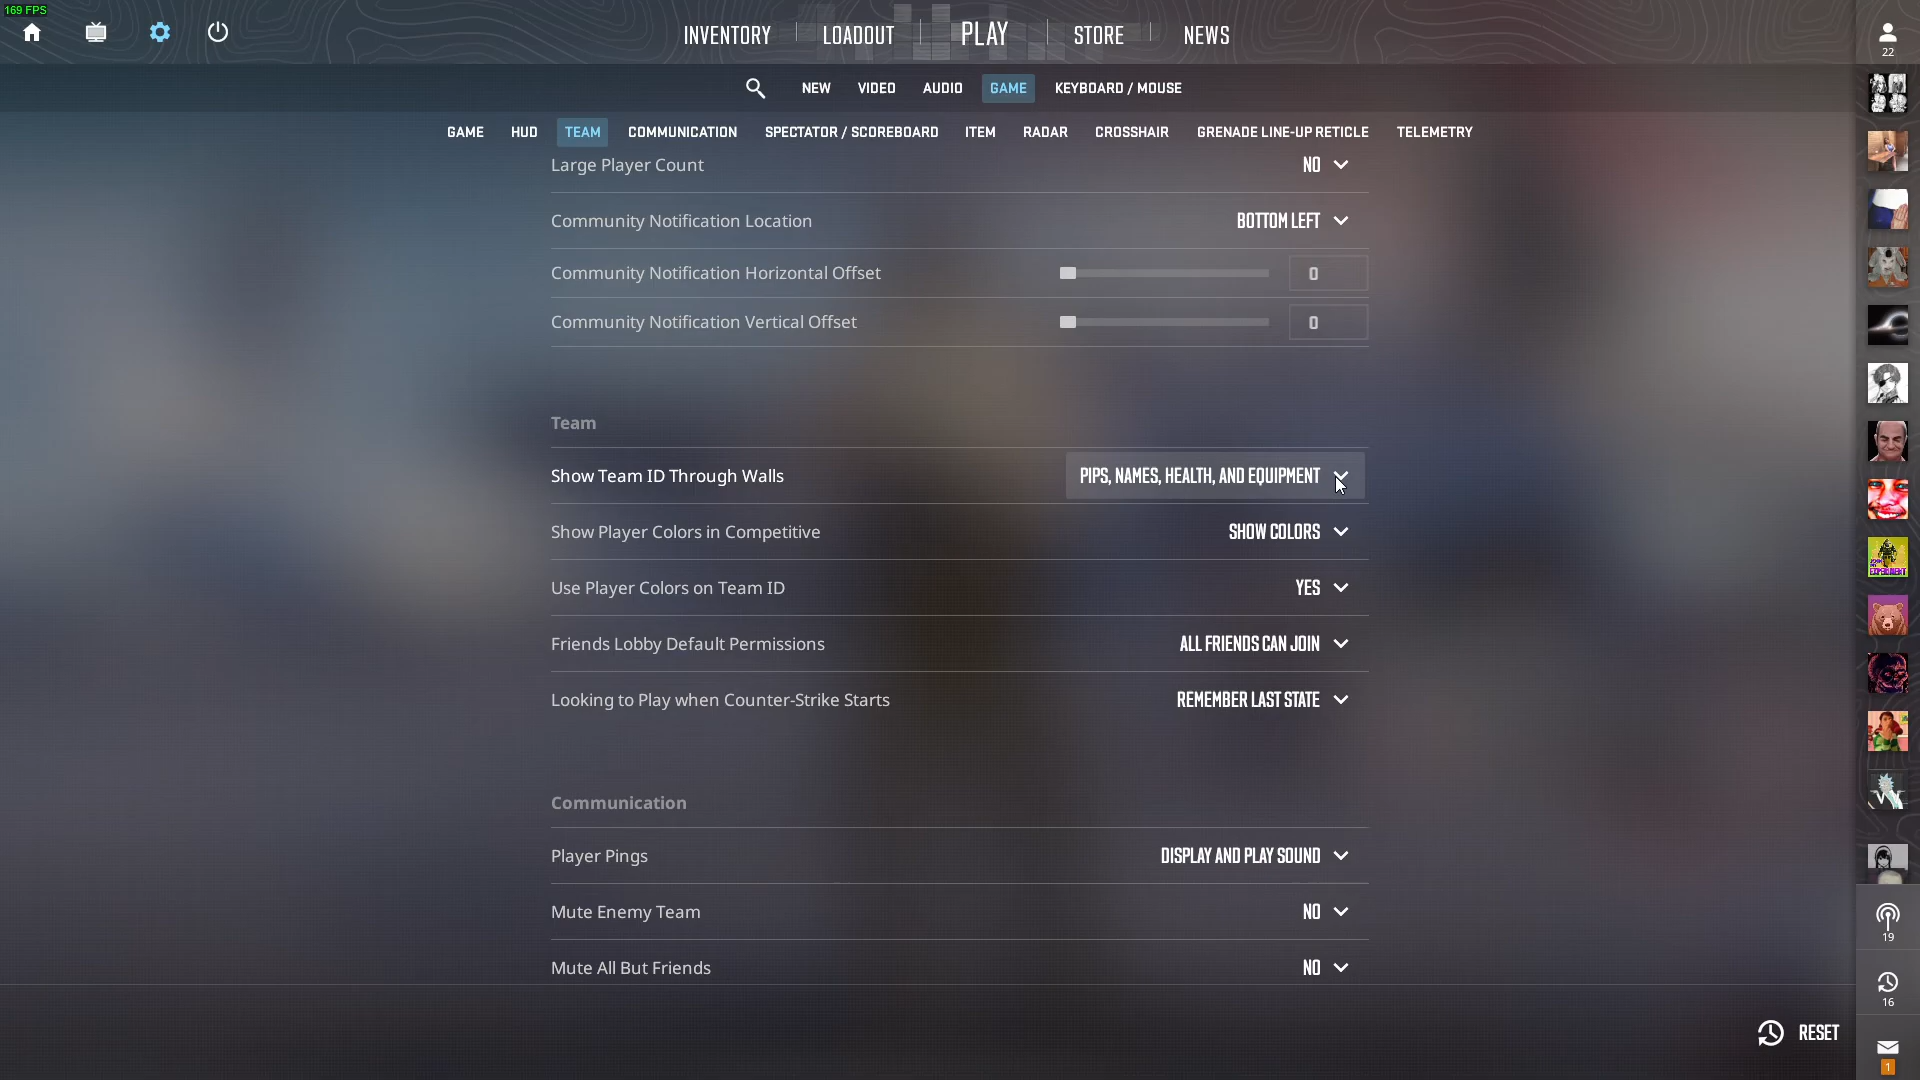 169 FPS
INVENTORY
LOADOUT
PLAY
STORE
NEWS
22
NEW
VIDEO
AUDIO
GAME
KEYBOARD / MOUSE
GAME
HUD
TEAM
COMMUNICATION
SPECTATOR / SCOREBOARD
ITEM
RADAR
CROSSHAIR
GRENADE LINE-UP RETICLE
TELEMETRY
Large Player Count
NO
Community Notification Location
BOTTOM LEFT
Community Notification Horizontal Offset
0
Community Notification Vertical Offset
0
Team
Show Team ID Through Walls
PIPS, NAMES, HEALTH, AND EQUIPMENT
Show Player Colors in Competitive
SHOW COLORS
Use Player Colors on Team ID
YES
Friends Lobby Default Permissions
ALL FRIENDS CAN JOIN
Looking to Play when Counter-Strike Starts
REMEMBER LAST STATE
Communication
Player Pings
DISPLAY AND PLAY SOUND
Mute Enemy Team
NO
Mute All But Friends
NO
19
16
RESET
1